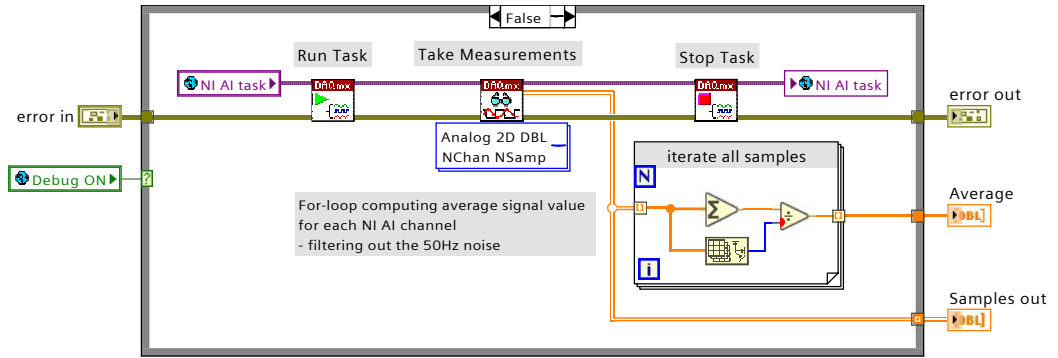 False
Run Task
Take Measurements
Stop Task
NI AI task
DAQmx
DAQmx
DAQmx
NI AI task
error in
error out
Analog 2D DBL
NChan NSamp
Debug ON
?
iterate all samples
N
Σ
÷
i
For-loop computing average signal value
for each NI AI channel
- filtering out the 50Hz noise
Average
DBL]
Samples out
DBL]